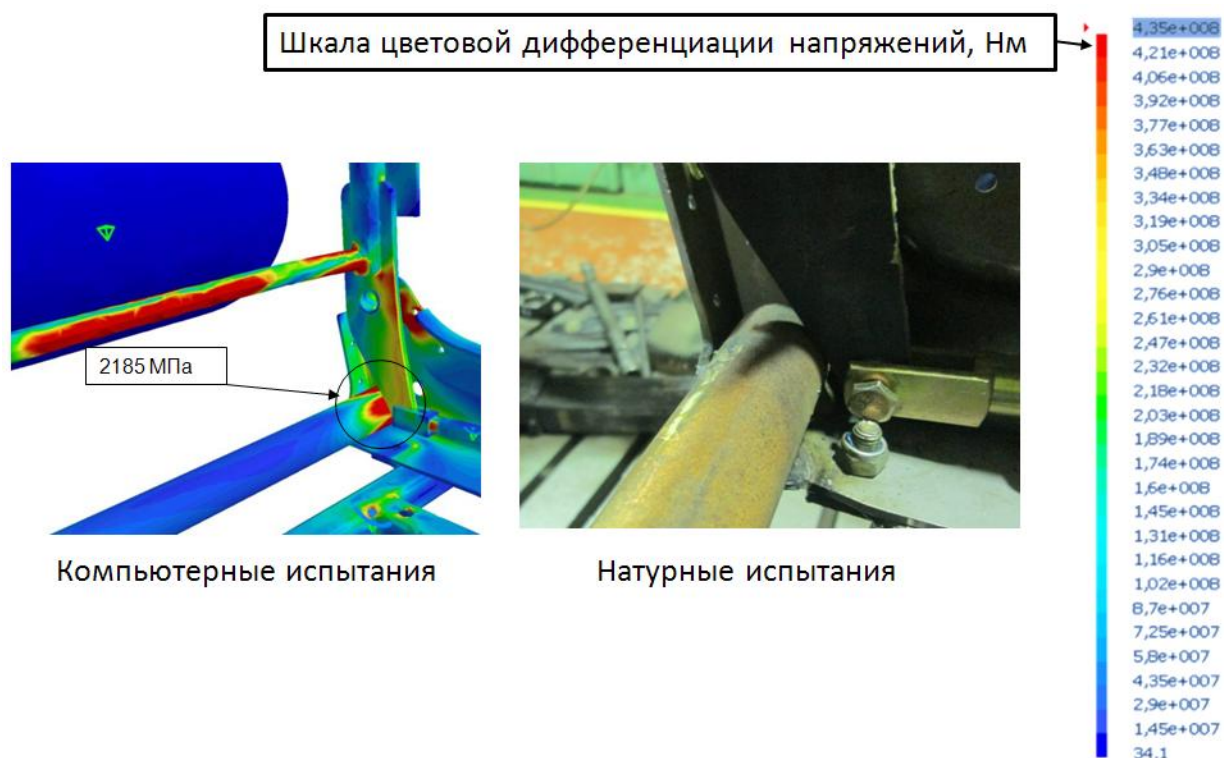 Шкала цветовой дифференциации напряжений, Нм
4,35e+008
4,21e+008
4,06e+008
3,92e+008
3,77e+008
3,63e+008
3,48e+008
3,34e+008
3,19e+008
3,05e+008
2,9e+008
2,76e+008
2,61e+008
2,47e+008
2,32e+008
2,18e+008
2,03e+008
1,89e+008
1,74e+008
1,6e+008
1,45e+008
1,31e+008
1,16e+008
1,02e+008
8,7e+007
7,25e+007
5,8e+007
4,35e+007
2,9e+007
1,45e+007
34,1
2185 МПа
Компьютерные испытания
Натурные испытания